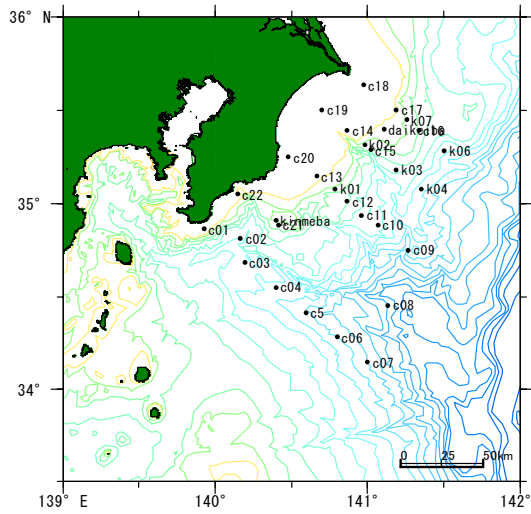 36° N
c18
c19
c17
k07
c14
daikoku
k02
c15
k06
c20
c13
k03
k01
k04
c22
c12
c11
kinmeba
c21
c10
c01
c02
c09
c03
35°
c04
c08
c5
c06
c07
34°
0
25
50km
139° E
140°
141°
142°